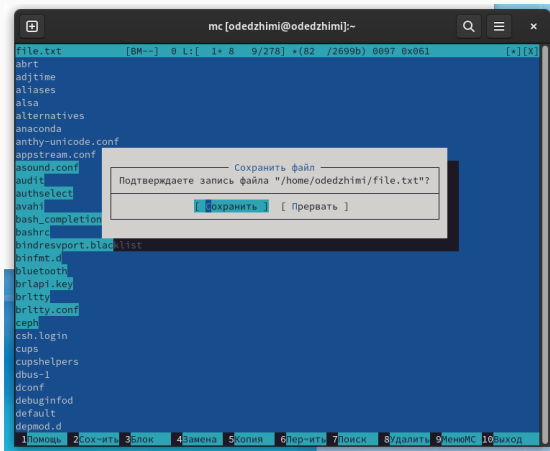 mc [odedzhimi@odedzhimi]:~
file.txt [BM--] 0 L:[ 1+ 8 9/278] *(82 /2699b) 0097 0x061 [*][X]
abrt
adjtime
aliases
alsa
alternatives
anaconda
anthy-unicode.conf
appstream.conf
asound.conf
audit
authselect
avahi
bash_completion
bashrc
bindresvport.blacklist
binfmt.d
bluetooth
brlapi.key
brltty
brltty.conf
ceph
csh.login
cups
cupshelpers
dbus-1
dconf
debuginfod
default
depmod.d
Сохранить файл
Подтверждаете запись файла "/home/odedzhimi/file.txt"?
[ Сохранить ] [ Прервать ]
1Помощь 2Сох~ить 3Блок 4Замена 5Копия 6Пер~ить 7Поиск 8Удалить 9МенюMC 10Выход